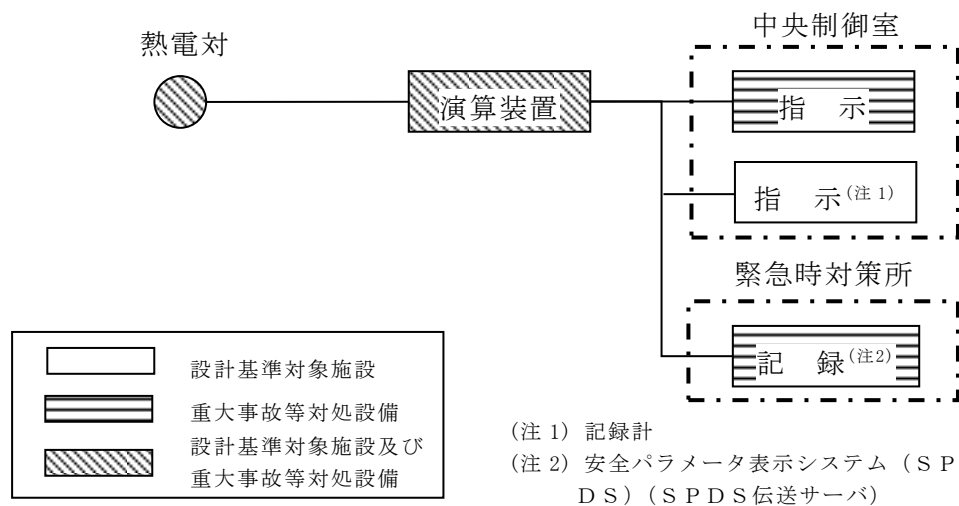 熱電対
演算装置
中央制御室
指　示
指　示(注 1)
緊急時対策所
記　録(注2)
設計基準対象施設
重大事故等対処設備
設計基準対象施設及び
重大事故等対処設備
(注 1) 記録計
(注 2) 安全パラメータ表示システム（ＳＰ
ＤＳ）(ＳＰＤＳ伝送サーバ)